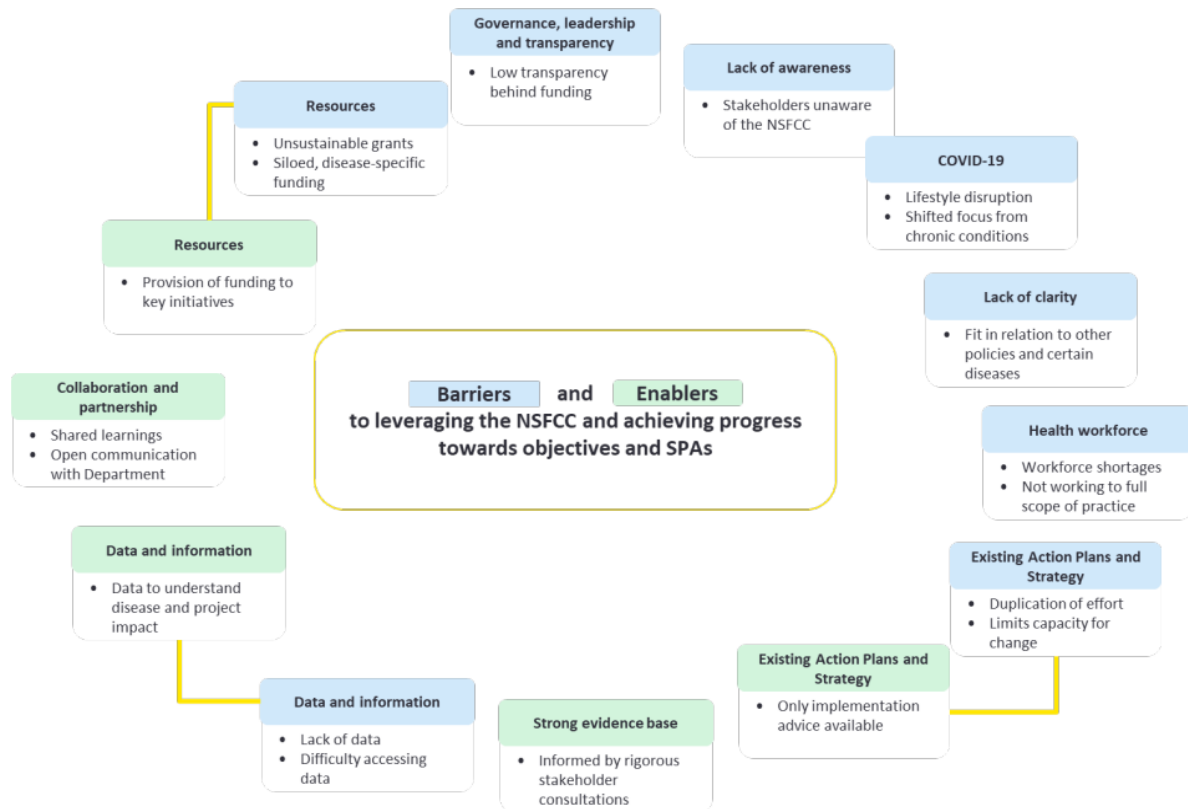 Governance, leadership
and transparency
• Low transparency
behind funding
Lack of awareness
• Stakeholders unaware
of the NSFCC
Resources
• Unsustainable grants
• Siloed, disease-specific
funding
COVID-19
• Lifestyle disruption
• Shifted focus from
chronic conditions
Resources
• Provision of funding to
key initiatives
Lack of clarity
• Fit in relation to other
policies and certain
diseases
Barriers and Enablers
to leveraging the NSFCC and achieving progress
towards objectives and SPAs
Collaboration and
partnership
• Shared learnings
• Open communication
with Department
Health workforce
• Workforce shortages
• Not working to full
scope of practice
Data and information
• Data to understand
disease and project
impact
Existing Action Plans and
Strategy
• Duplication of effort
• Limits capacity for
change
Existing Action Plans and
Strategy
• Only implementation
advice available
Data and information
• Lack of data
• Difficulty accessing
data
Strong evidence base
• Informed by rigorous
stakeholder
consultations